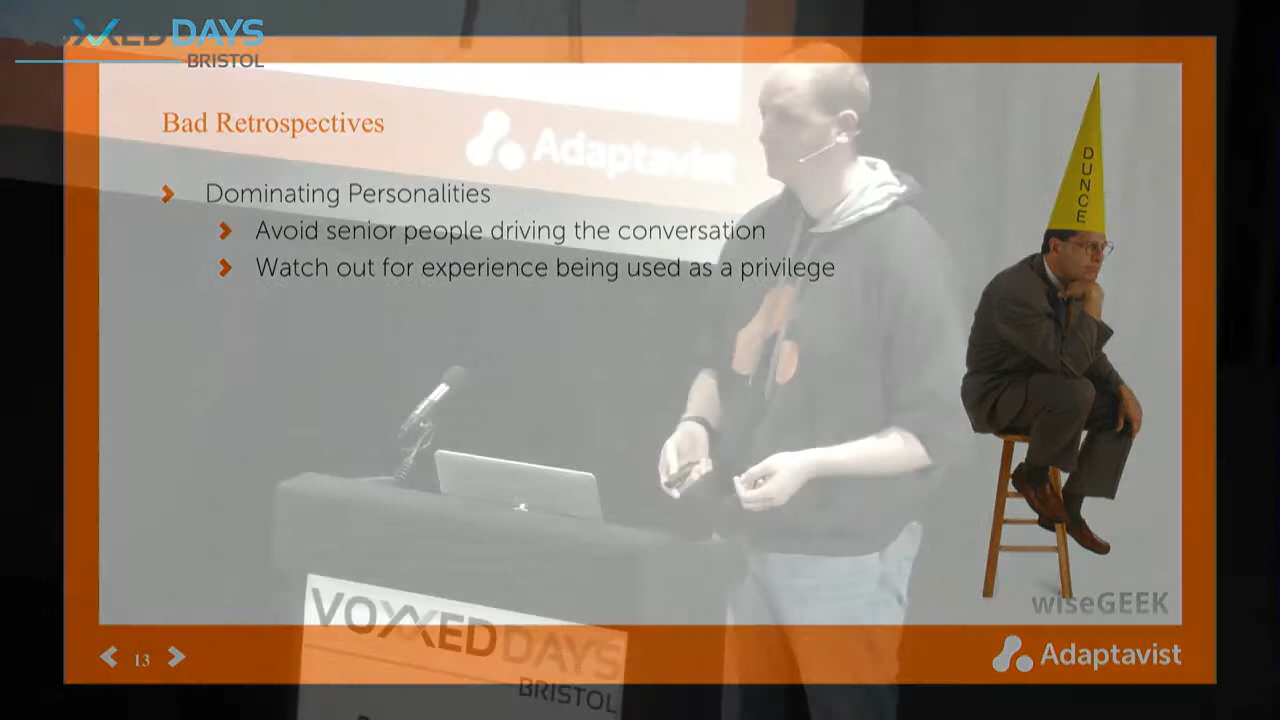 VOXXED DAYS
BRISTOL
Bad Retrospectives
Adaptavist
Dominating Personalities
Avoid senior people driving the conversation
Watch out for experience being used as a privilege
DUNCE
wiseGEEK
VOXXED DAYS
BRISTOL
13
Adaptavist